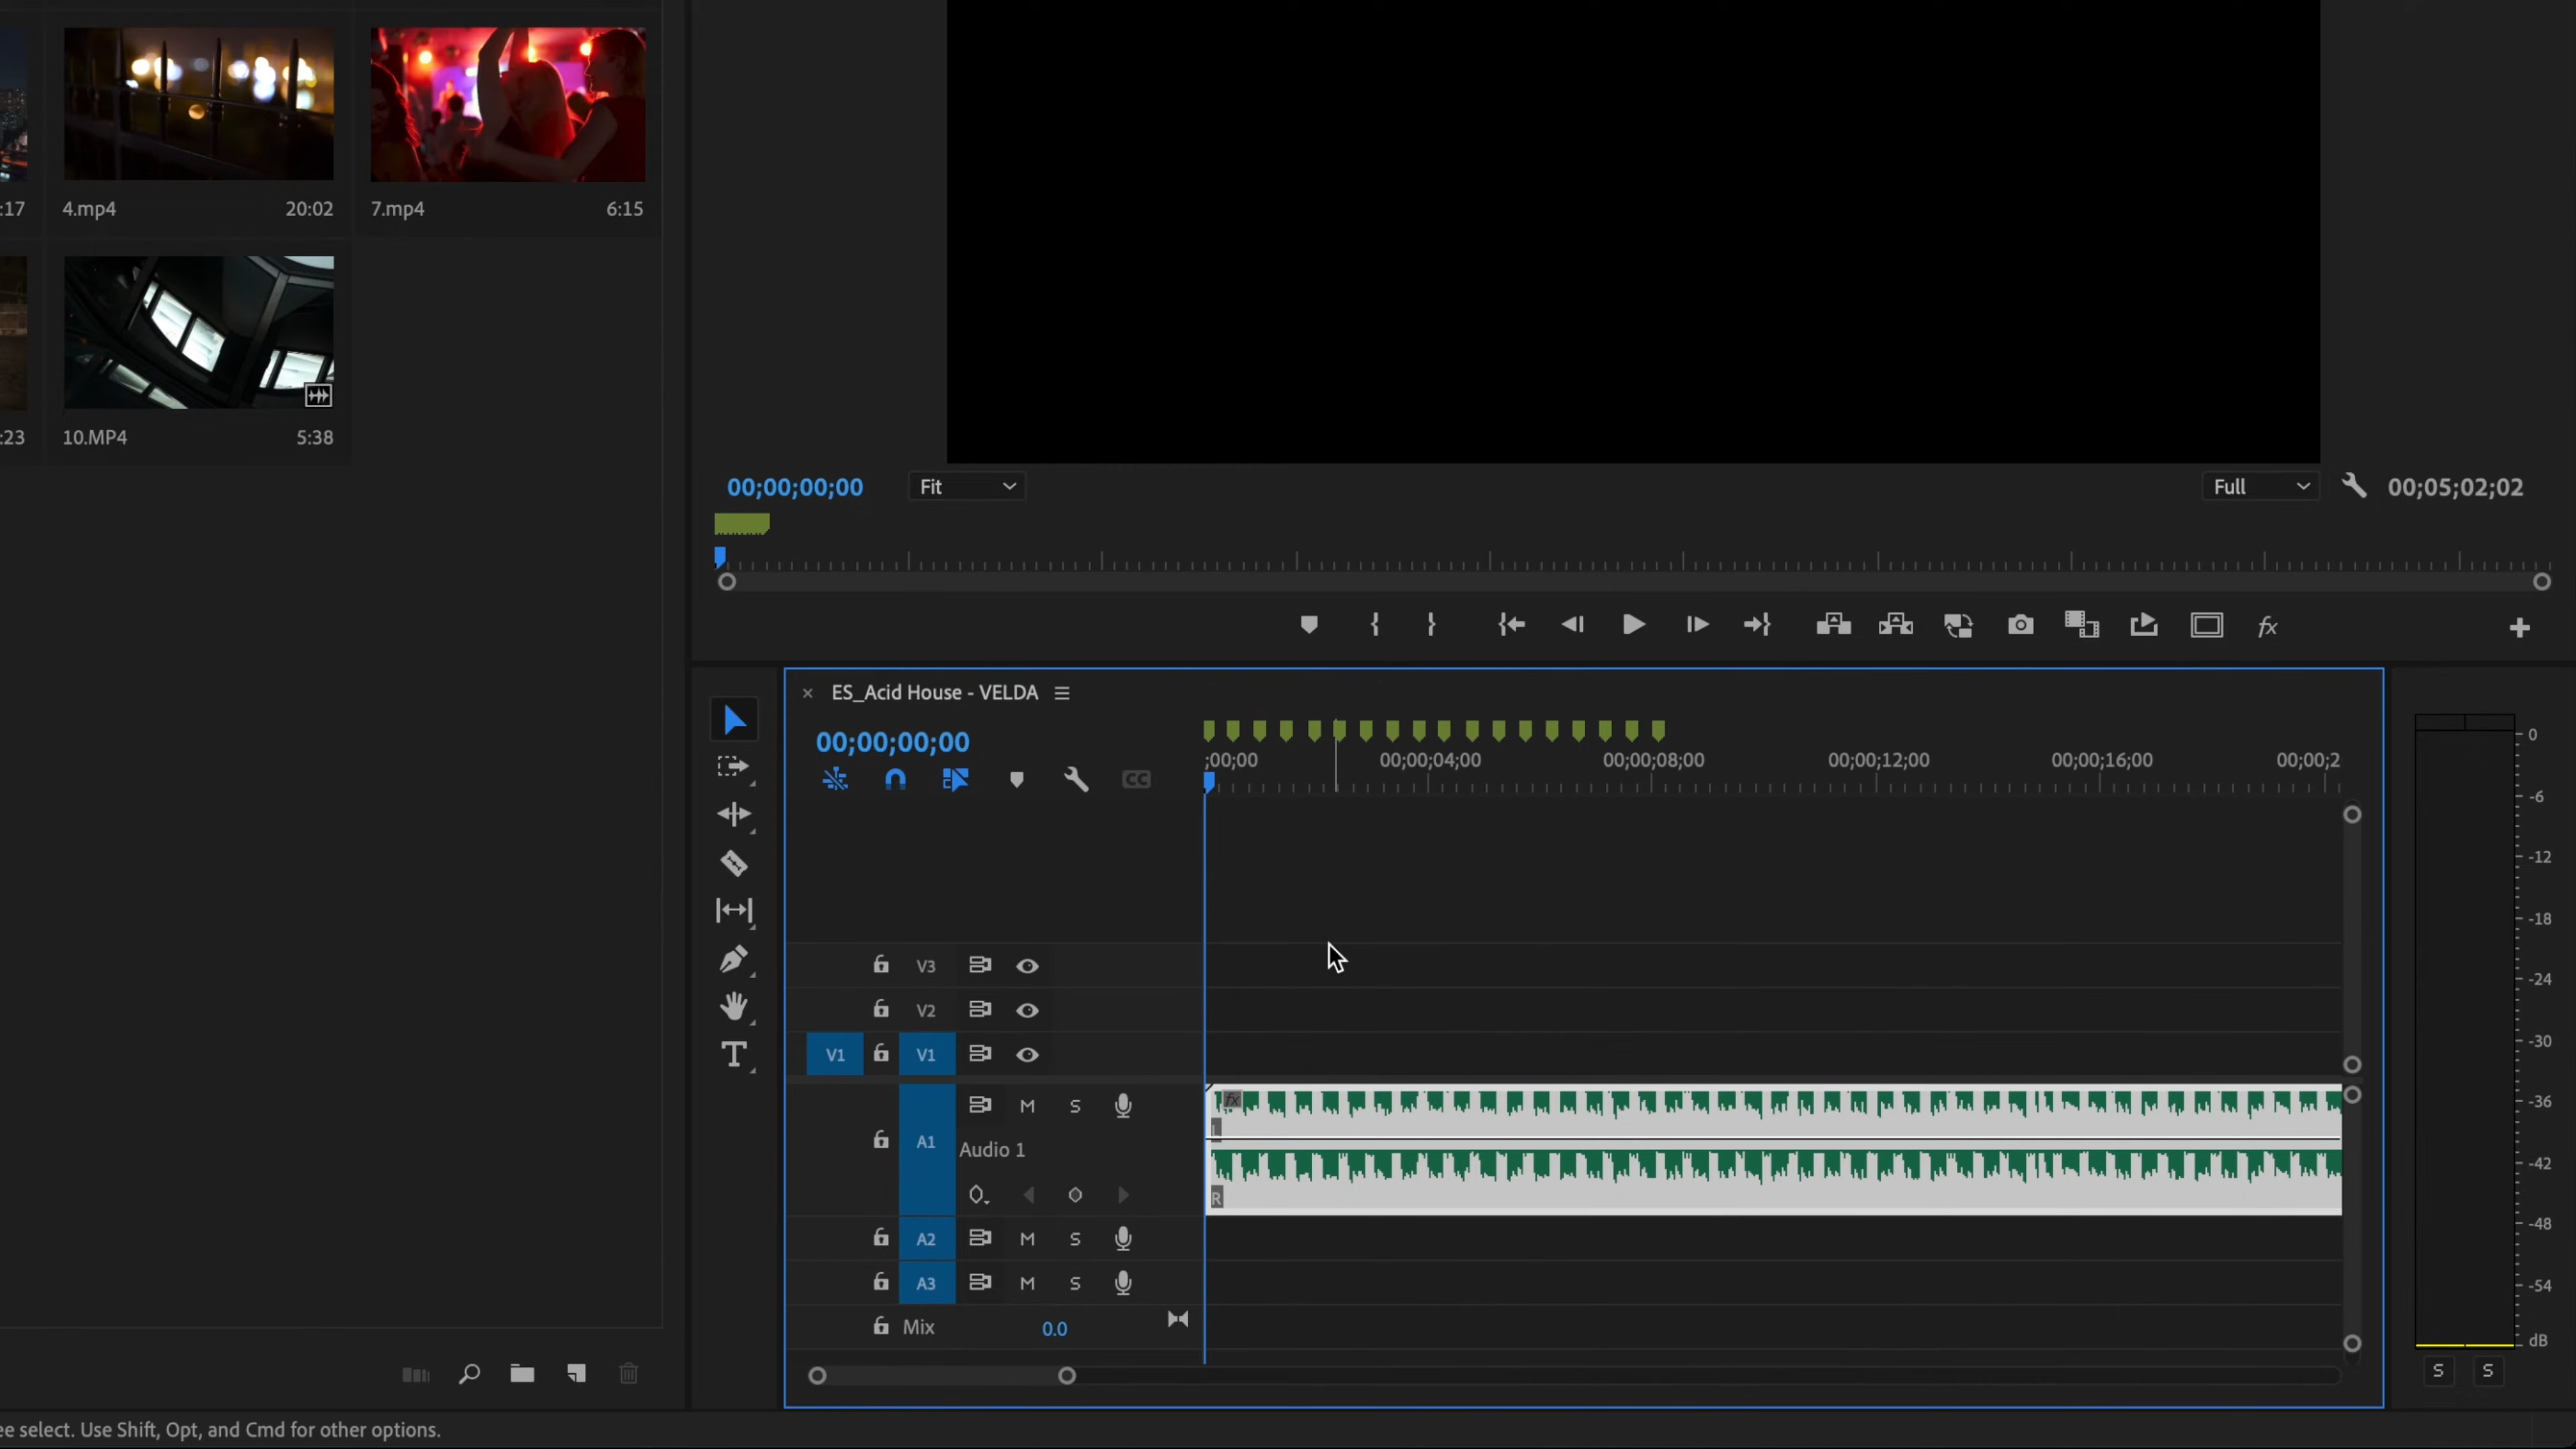 :17
4.mp4 20:02
7.mp4 6:15
:23
10.MP4 5:38
00;00;00;00 Fit Full 00;05;02;02
fx
ES_Acid House - VELDA
00;00;00;00
;00;00 00;00;04;00 00;00;08;00 00;00;12;00 00;00;16;00 00;00;2
CC
V3
V2
V1 V1
A1 M S
Audio 1
fx
L
R
A2 M S
A3 M S
Mix 0.0
0
-6
-12
-18
-24
-30
-36
-42
-48
-54
dB
S S
ee select. Use Shift, Opt, and Cmd for other options.